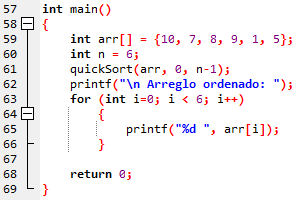 57 int main()
58 {
59 int arr[] = {10, 7, 8, 9, 1, 5};
60 int n = 6;
61 quickSort(arr, 0, n-1);
62 printf("\n Arreglo ordenado: ");
63 for (int i=0; i < 6; i++)
64 {
65 printf("%d ", arr[i]);
66 }
67
68 return 0;
69 }